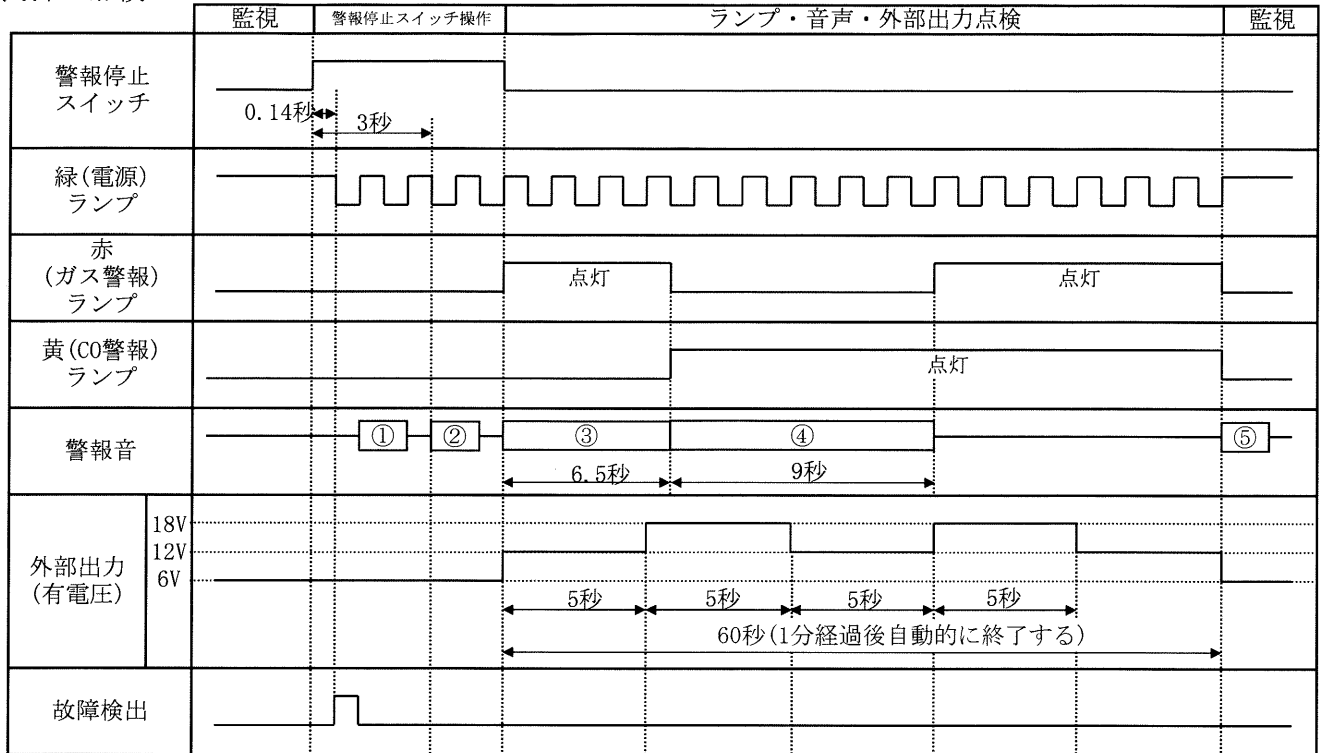 監視 警報停止スイッチ操作 ランプ・音声・外部出力点検 監視
警報停止
スイッチ
0.14秒
3秒
緑(電源)
ランプ
赤
(ガス警報)
ランプ
点灯 点灯
黄(CO警報)
ランプ
点灯
警報音
① ② ③ ④ ⑤
6.5秒 9秒
外部出力
(有電圧)
18V
12V
6V
5秒 5秒 5秒 5秒
60秒(1分経過後自動的に終了する)
故障検出